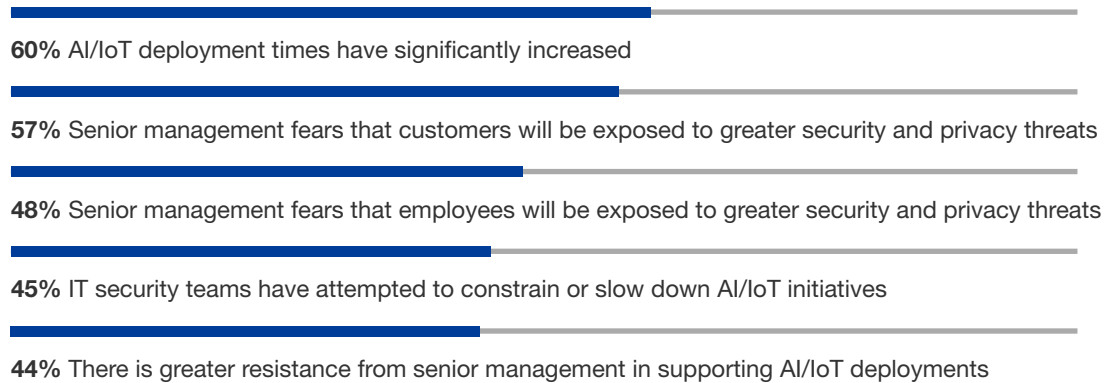 60% AI/IoT deployment times have significantly increased
57% Senior management fears that customers will be exposed to greater security and privacy threats
48% Senior management fears that employees will be exposed to greater security and privacy threats
45% IT security teams have attempted to constrain or slow down AI/IoT initiatives
44% There is greater resistance from senior management in supporting AI/IoT deployments